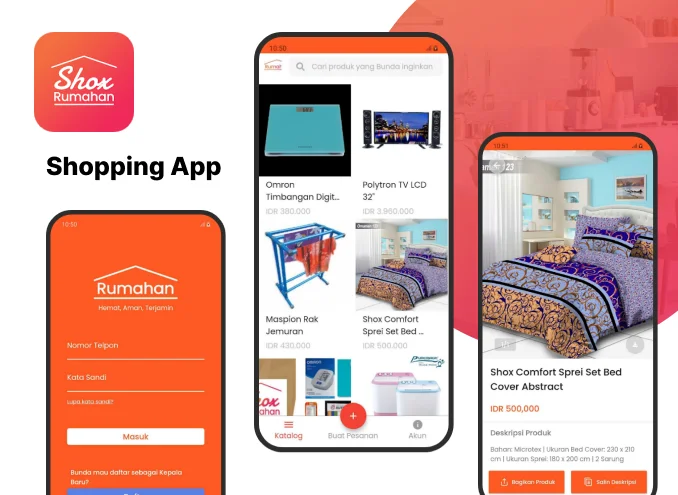 Shox
Rumahan
Shopping App
10:50
Rumahan
Hemat, Aman, Terjamin
Nomor Telpon
Kata Sandi
Lupa kata sandi?
Masuk
Bunda mau daftar sebagai Kepala
Baru?
10:50
Cari produk yang Bunda inginkan
Omron
Timbangan Digit...
IDR 380.000
Polytron TV LCD
32"
IDR 3.960.000
Maspion Rak
Jemuran
IDR 430.000
Shox Comfort
Sprei Set Bed ...
IDR 500.000
Shox
Rumahan
Katalog
Buat Pesanan
Akun
10:51
Shox Comfort Sprei Set Bed
Cover Abstract
IDR 500,000
Deskripsi Produk
Bahan: Microtex | Ukuran Bed Cover: 230 x 210
cm | Ukuran Sprei: 180 x 200 cm | 2 Sarung
Bagikan Produk
Salin Deskripsi